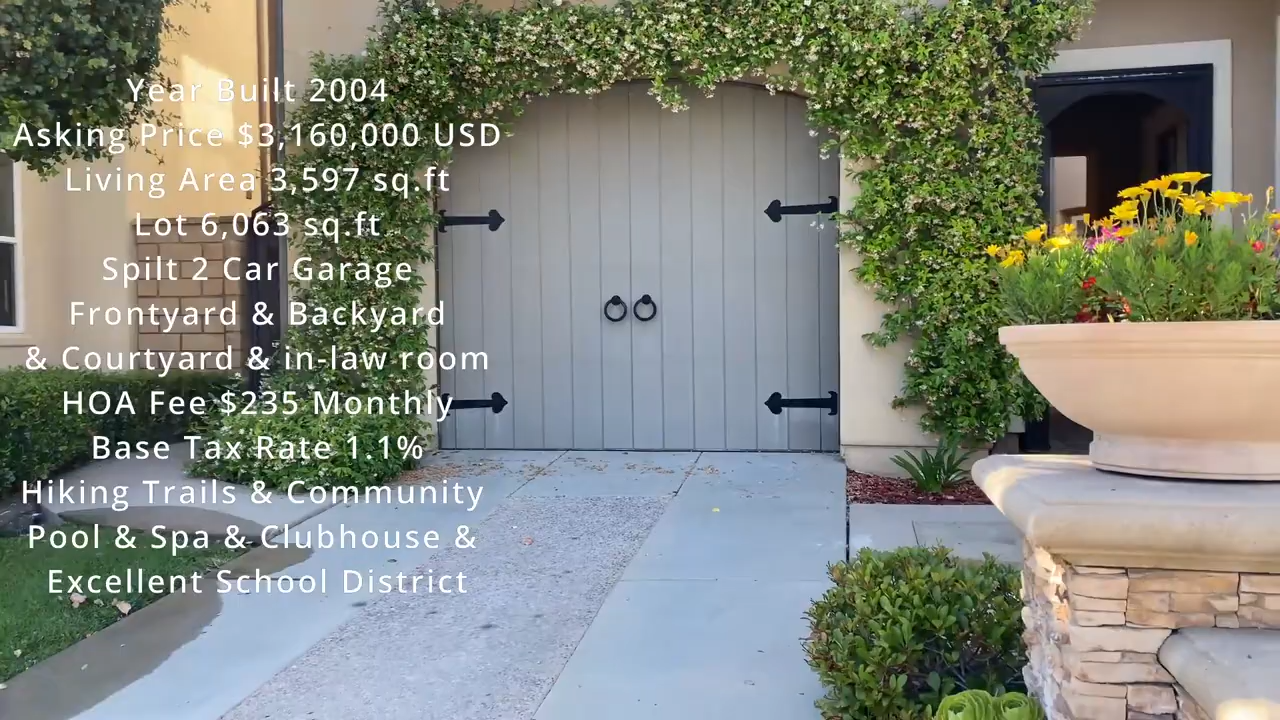 Year Built 2004
Asking Price $3,160,000 USD
Living Area 3,597 sq.ft
Lot 6,063 sq.ft
Spilt 2 Car Garage
Frontyard & Backyard
& Courtyard & in-law room
HOA Fee $235 Monthly
Base Tax Rate 1.1%
Hiking Trails & Community
Pool & Spa & Clubhouse &
Excellent School District